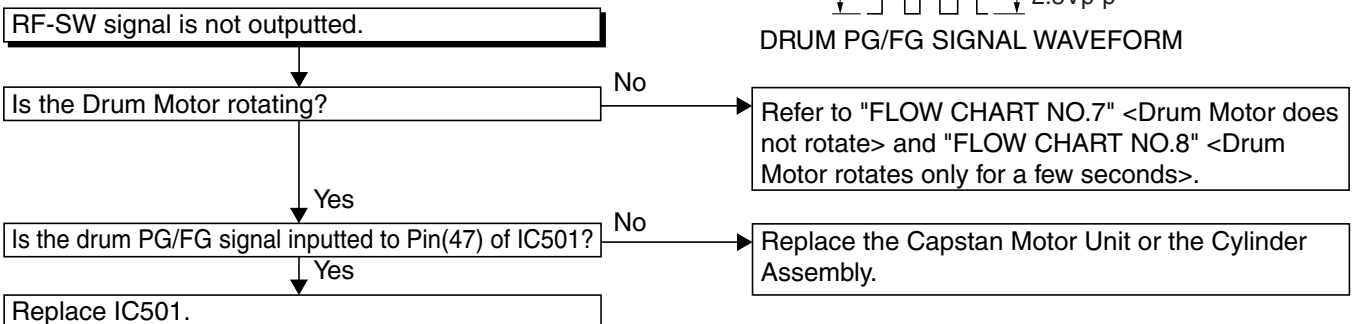 RF-SW signal is not outputted.
DRUM PG/FG SIGNAL WAVEFORM
Is the Drum Motor rotating?
No
Refer to "FLOW CHART NO.7" <Drum Motor does
not rotate> and "FLOW CHART NO.8" <Drum
Motor rotates only for a few seconds>.
Yes
Is the drum PG/FG signal inputted to Pin(47) of IC501?
No
Replace the Capstan Motor Unit or the Cylinder
Assembly.
Yes
Replace IC501.